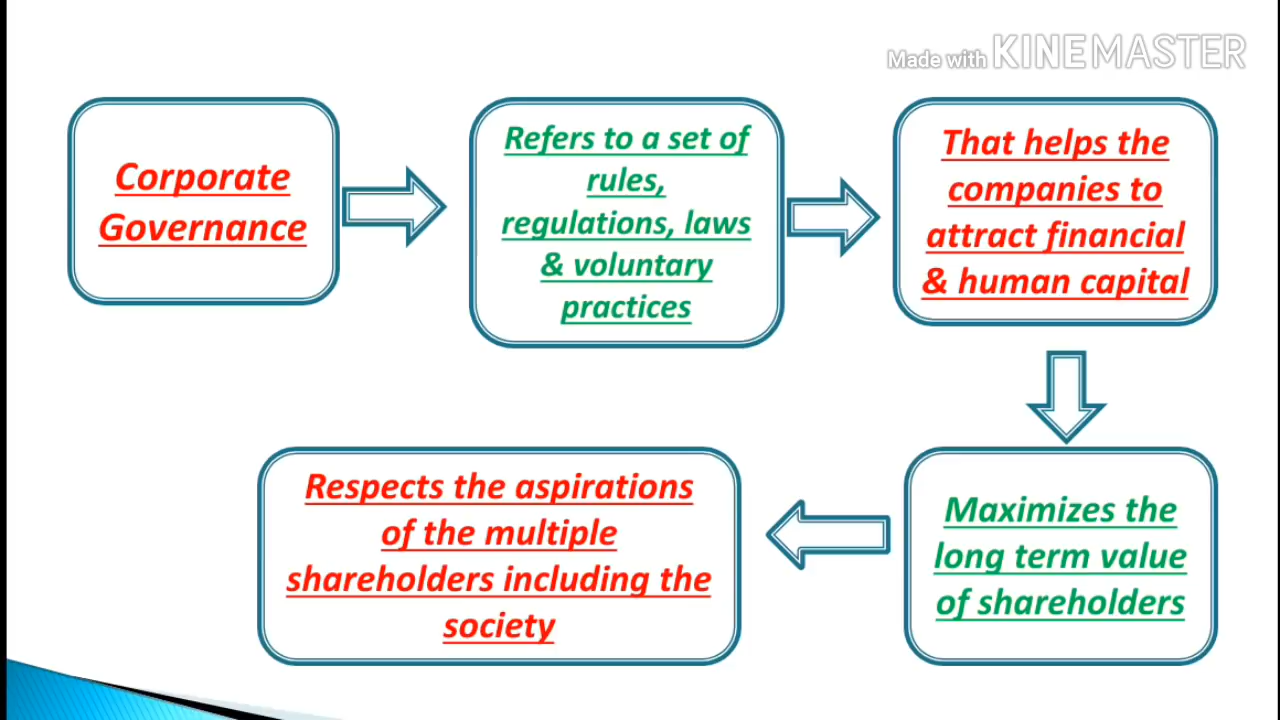 Made with KINEMASTER
Corporate
Governance
Refers to a set of
rules,
regulations, laws
& voluntary
practices
That helps the
companies to
attract financial
& human capital
Maximizes the
long term value
of shareholders
Respects the aspirations
of the multiple
shareholders including the
society